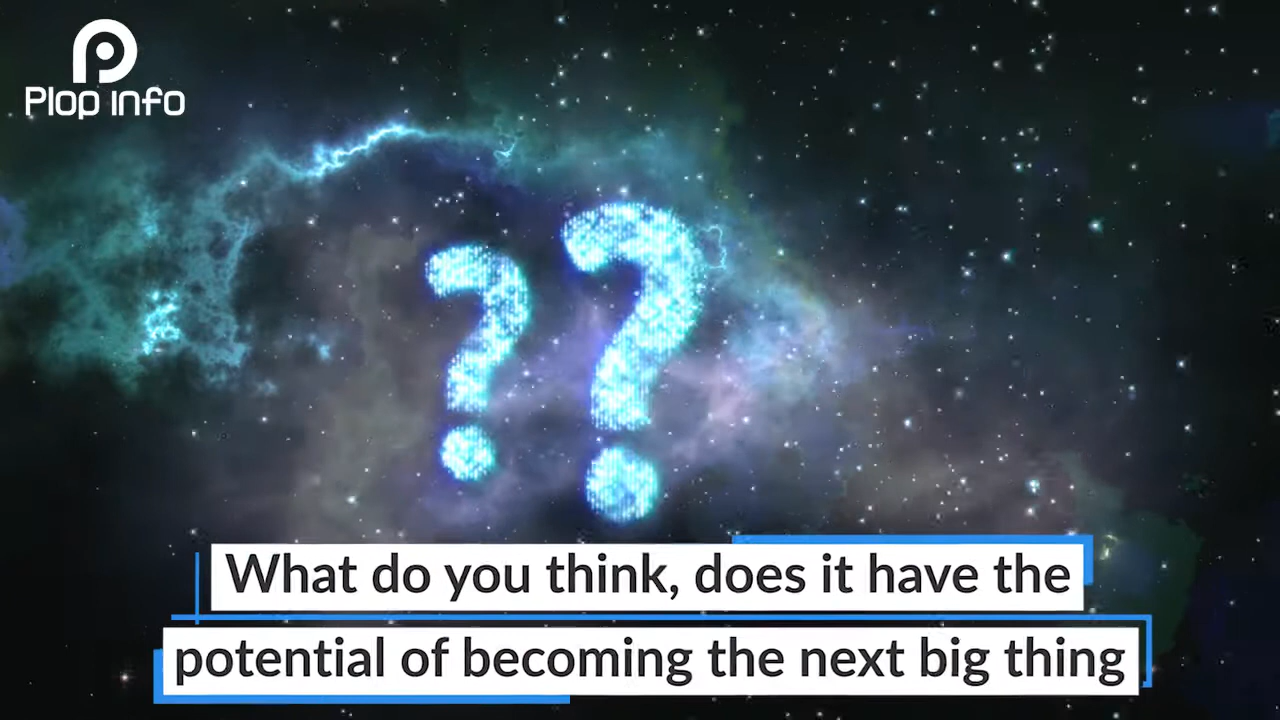 Plop info
??
What do you think, does it have the
potential of becoming the next big thing